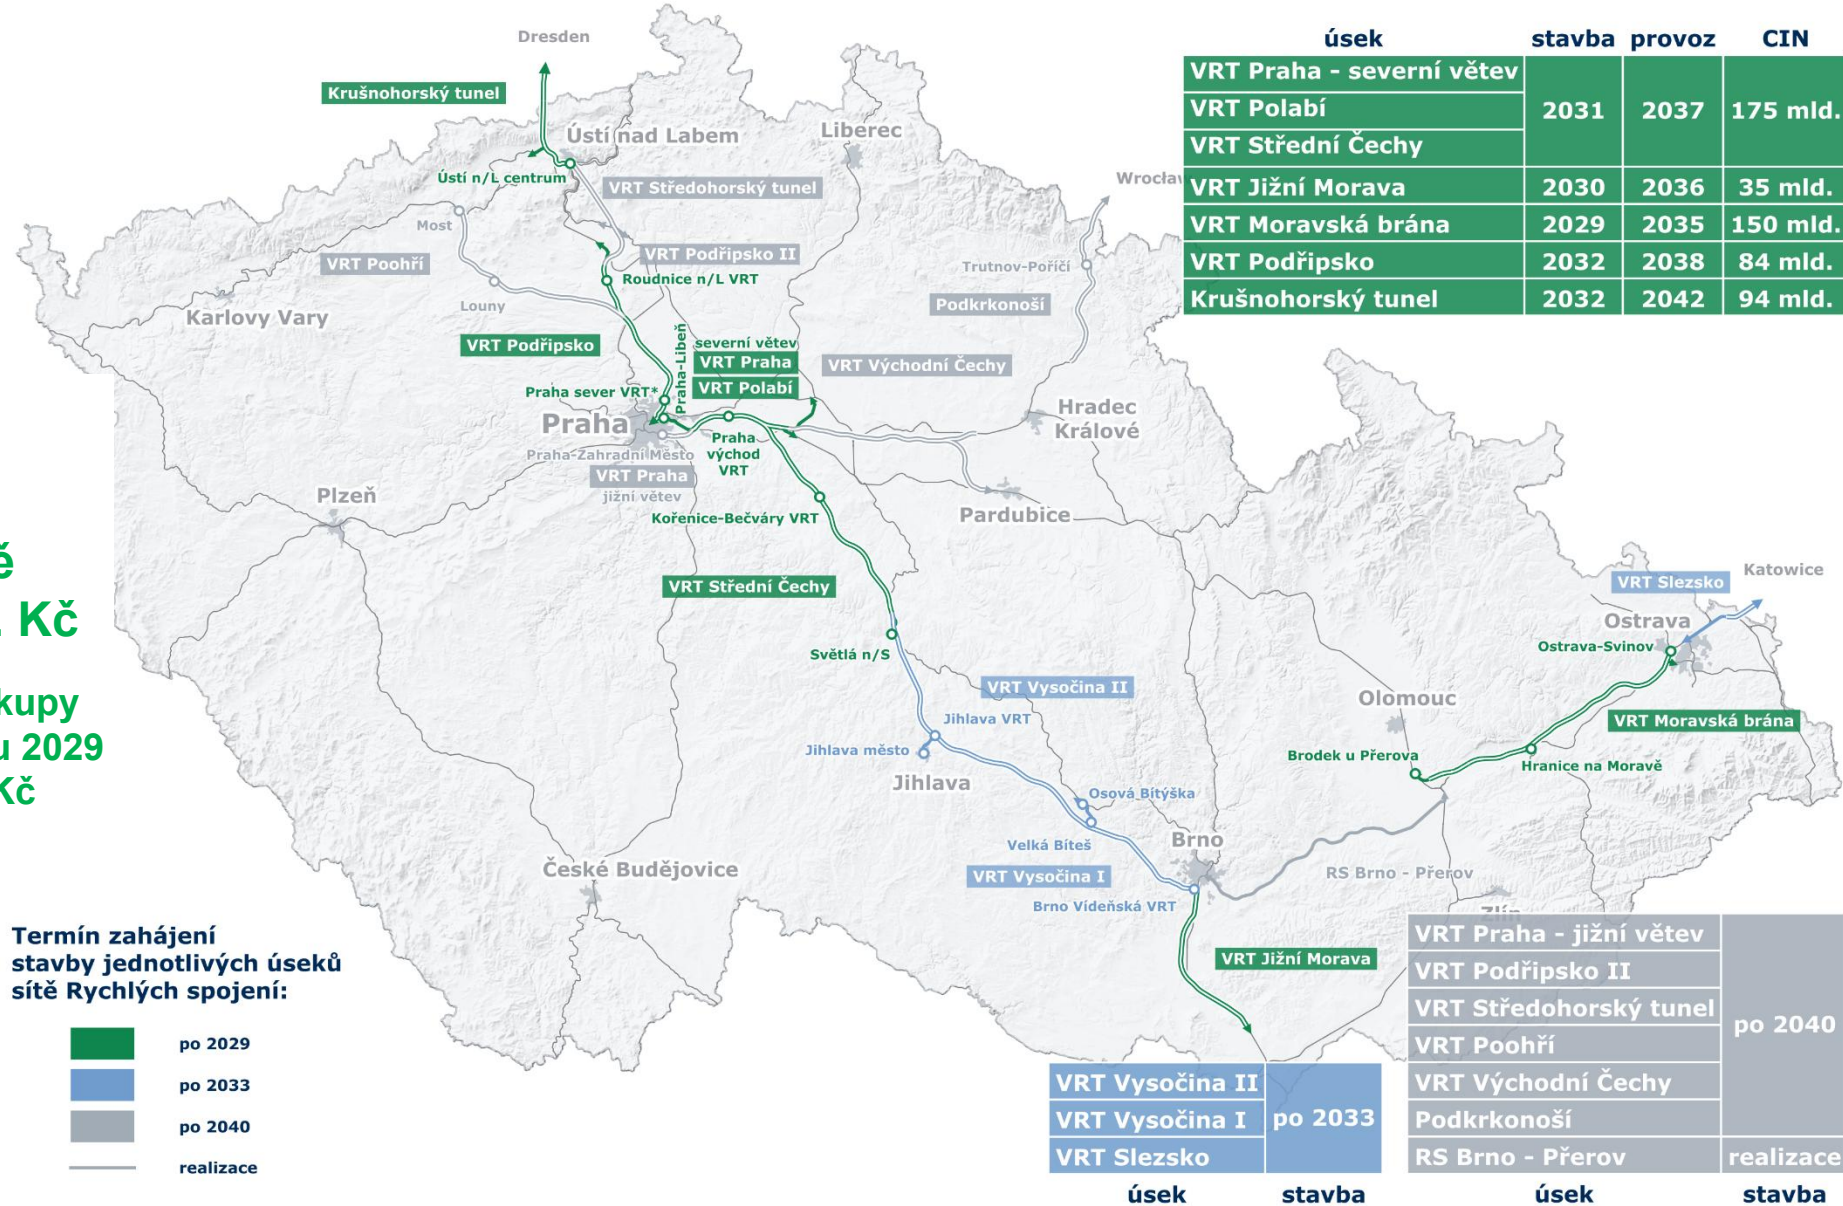 úsek stavba provoz CIN
VRT Praha - severní větev
VRT Polabí 2031 2037 175 mld.
VRT Střední Čechy
VRT Jižní Morava 2030 2036 35 mld.
VRT Moravská brána 2029 2035 150 mld.
VRT Podřipsko 2032 2038 84 mld.
Krušnohorský tunel 2032 2042 94 mld.
Dresden
Krušnohorský tunel
Ústí nad Labem
Liberec
Ústí n/L centrum
VRT Středohorský tunel
Wrocław
Most
VRT Podřipsko II
VRT Poohří
Trutnov-Poříčí
Roudnice n/L VRT
Louny
Podkrkonoší
Karlovy Vary
VRT Podřipsko
Praha-Libeň
severní větev
VRT Praha
VRT Východní Čechy
VRT Polabí
Praha sever VRT*
Praha
Hradec
Králové
Praha
východ
VRT
Praha-Zahradní Město
VRT Praha
jižní větev
Plzeň
Kořenice-Bečváry VRT
Pardubice
ě
Kč
kupy
u 2029
Kč
VRT Střední Čechy
VRT Slezsko
Katowice
Ostrava
Ostrava-Svinov
Světlá n/S
VRT Vysočina II
Olomouc
Jihlava VRT
VRT Moravská brána
Jihlava město
Brodek u Přerova
Hranice na Moravě
Jihlava
Osová Bítýška
Velká Bíteš
Brno
České Budějovice
VRT Vysočina I
RS Brno - Přerov
Brno Vídeňská VRT
Zlín
VRT Jižní Morava
Termín zahájení
stavby jednotlivých úseků
sítě Rychlých spojení:
po 2029
po 2033
po 2040
realizace
VRT Vysočina II
VRT Vysočina I po 2033
VRT Slezsko
úsek stavba
VRT Praha - jižní větev
VRT Podřipsko II
VRT Středohorský tunel
po 2040
VRT Poohří
VRT Východní Čechy
Podkrkonoší
RS Brno - Přerov realizace
úsek stavba